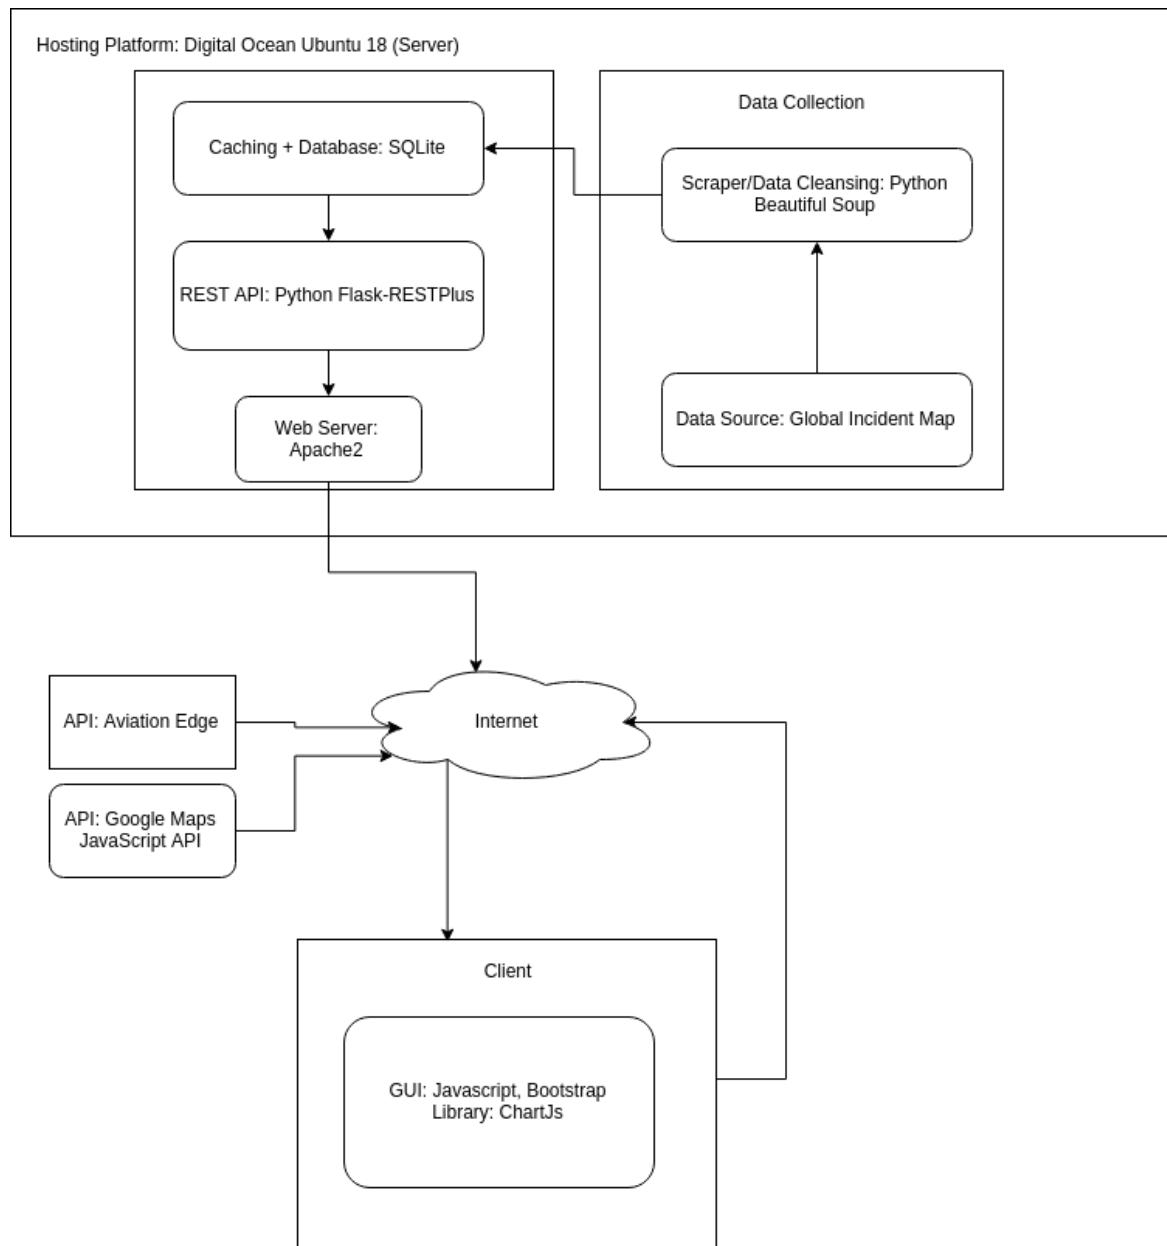 Hosting Platform: Digital Ocean Ubuntu 18 (Server)
Caching + Database: SQLite
REST API: Python Flask-RESTPlus
Web Server:
Apache2
Data Collection
Scraper/Data Cleansing: Python
Beautiful Soup
Data Source: Global Incident Map
API: Aviation Edge
API: Google Maps
JavaScript API
Internet
Client
GUI: Javascript, Bootstrap
Library: ChartJs